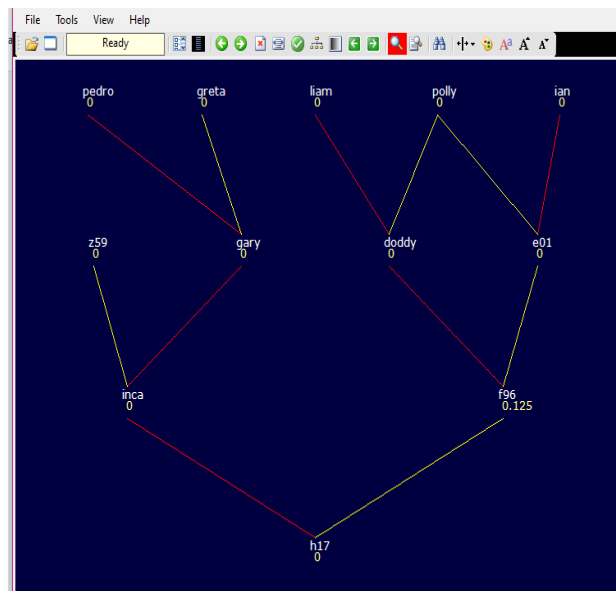 File Tools View Help
Ready
Aa A A
pedro greta liam polly ian
0 0 0 0 0
z59 gary doddy e01
0 0 0 0
inca f96
0 0.125
h17
0